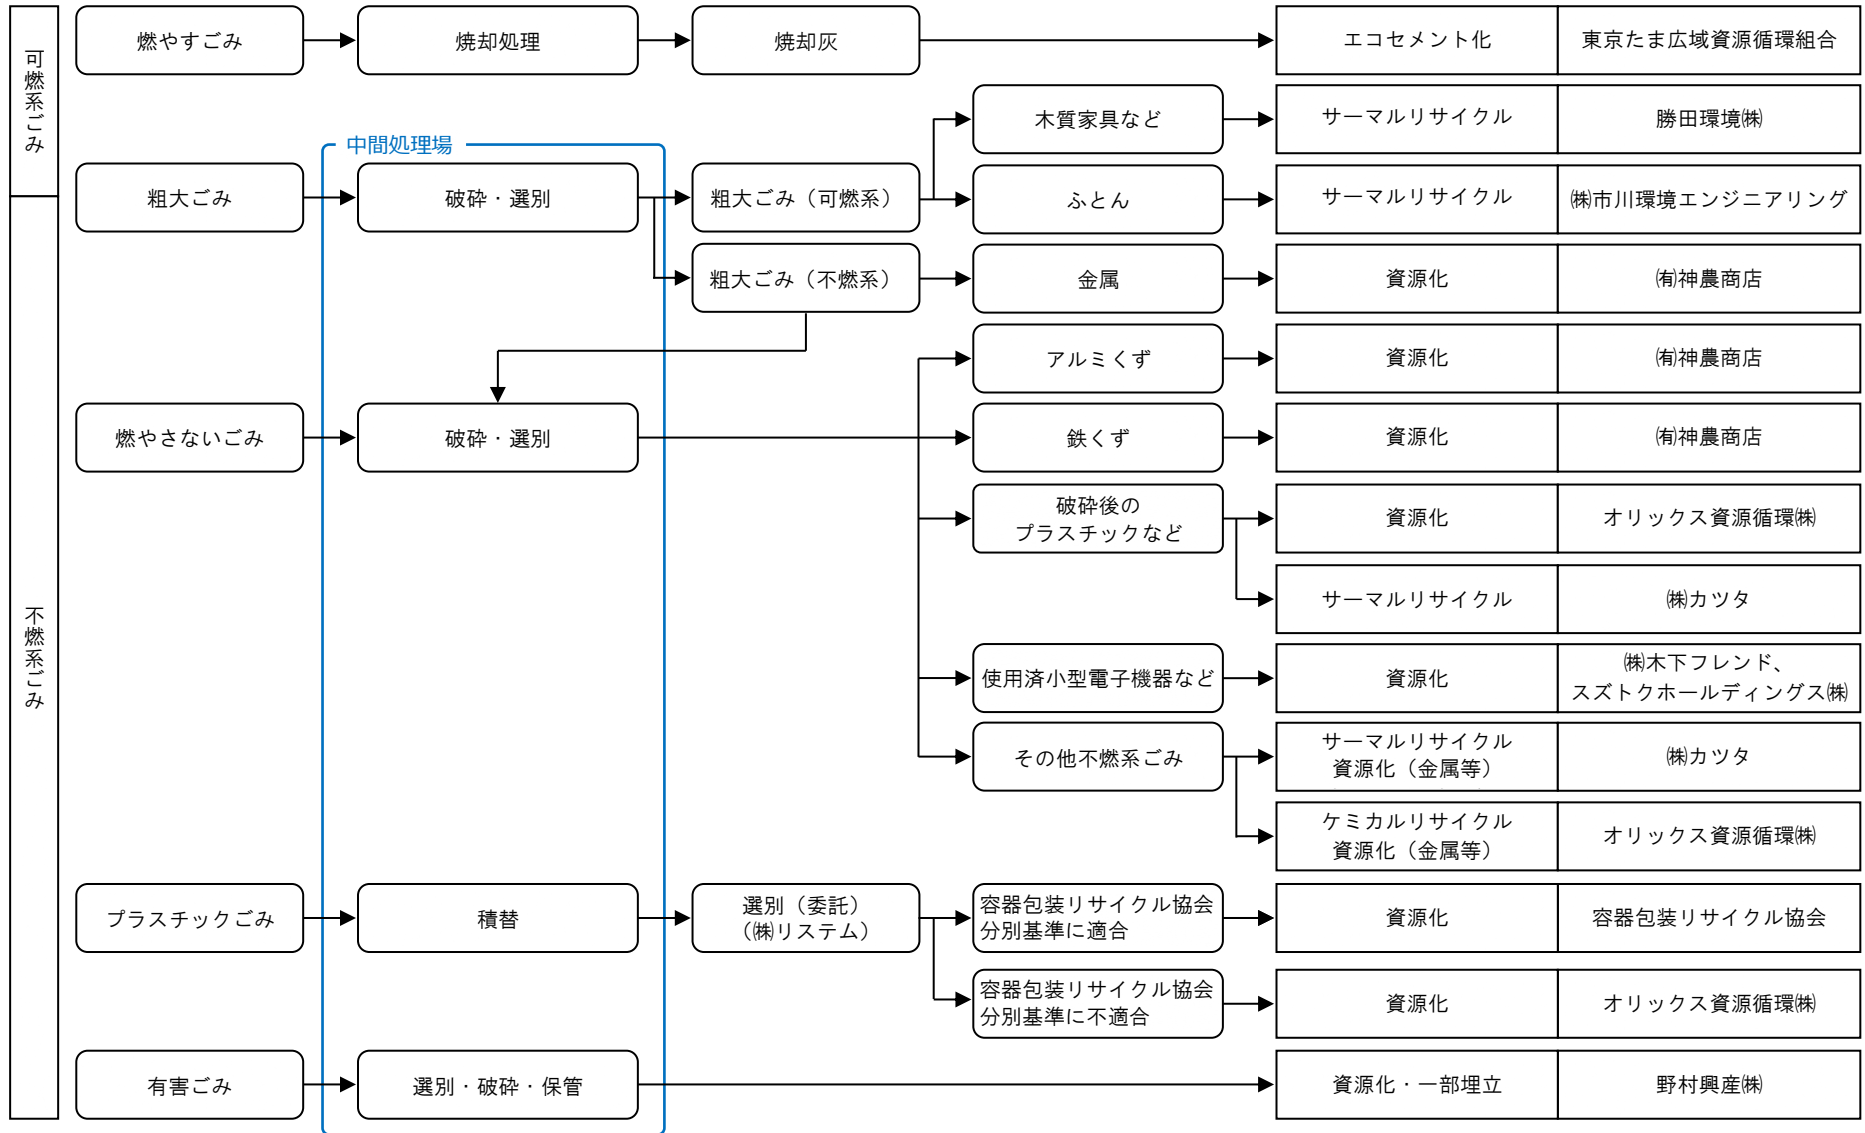 可燃系ごみ
燃やすごみ
焼却処理
焼却灰
エコセメント化
東京たま広域資源循環組合
木質家具など
サーマルリサイクル
勝田環境㈱
中間処理場
粗大ごみ
破砕・選別
粗大ごみ（可燃系）
ふとん
サーマルリサイクル
㈱市川環境エンジニアリング
粗大ごみ（不燃系）
金属
資源化
㈲神農商店
不燃系ごみ
アルミくず
資源化
㈲神農商店
燃やさないごみ
破砕・選別
鉄くず
資源化
㈲神農商店
破砕後の
プラスチックなど
資源化
オリックス資源循環㈱
サーマルリサイクル
㈱カツタ
使用済小型電子機器など
資源化
㈱木下フレンド、
スズトクホールディングス㈱
その他不燃系ごみ
サーマルリサイクル
資源化（金属等）
㈱カツタ
ケミカルリサイクル
資源化（金属等）
オリックス資源循環㈱
プラスチックごみ
積替
選別（委託）
（㈱リステム）
容器包装リサイクル協会
分別基準に適合
資源化
容器包装リサイクル協会
容器包装リサイクル協会
分別基準に不適合
資源化
オリックス資源循環㈱
有害ごみ
選別・破砕・保管
資源化・一部埋立
野村興産㈱